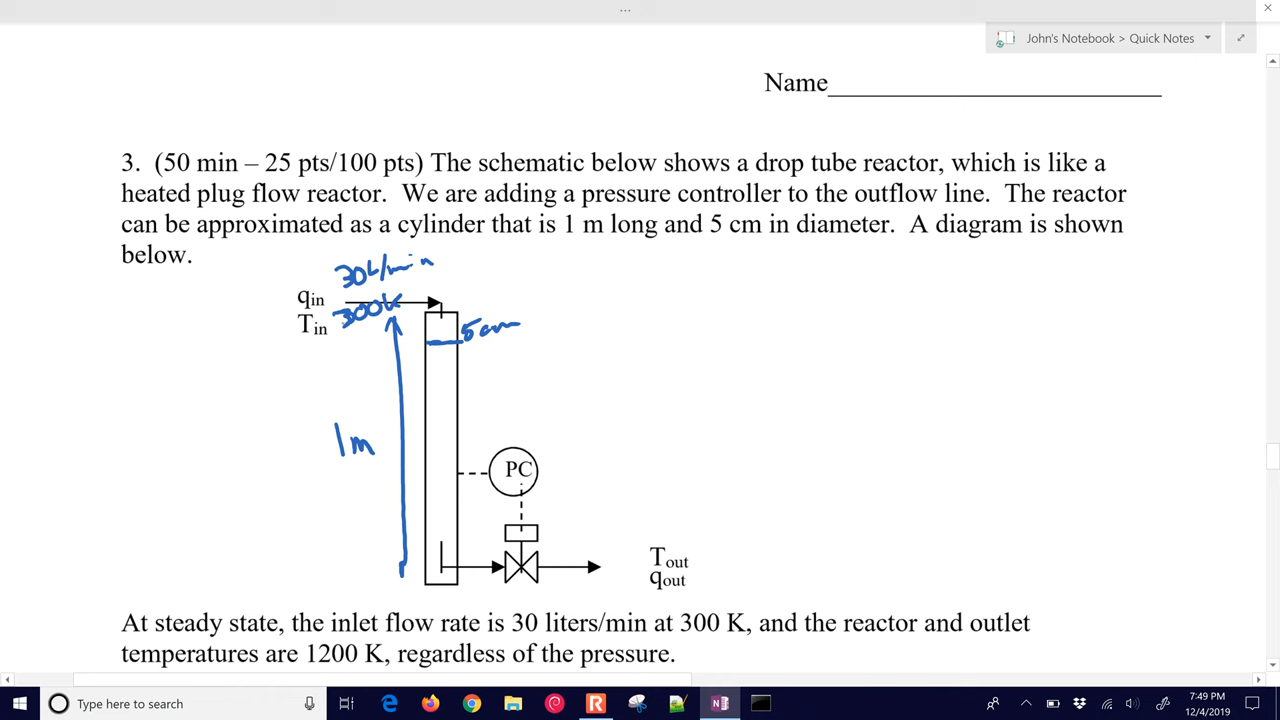 ...
John's Notebook > Quick Notes
Name
3. (50 min – 25 pts/100 pts) The schematic below shows a drop tube reactor, which is like a
heated plug flow reactor. We are adding a pressure controller to the outflow line. The reactor
can be approximated as a cylinder that is 1 m long and 5 cm in diameter. A diagram is shown
below.
30L/min
qin
300K
Tin
5cm
1m
PC
Tout
qout
At steady state, the inlet flow rate is 30 liters/min at 300 K, and the reactor and outlet
temperatures are 1200 K, regardless of the pressure.
Type here to search
7:49 PM
12/4/2019